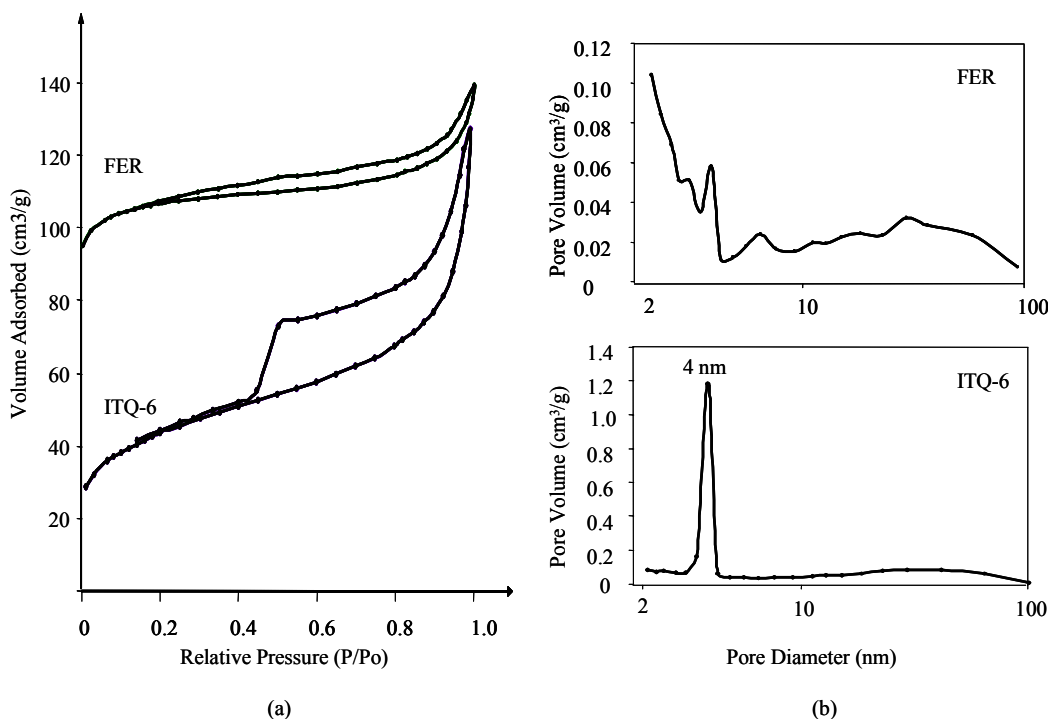 Volume Adsorbed (cm3/g)
140
120
100
80
60
40
20
FER
ITQ-6
0
0.2
0.4
0.6
0.8
1.0
Relative Pressure (P/Po)
(a)
Pore Volume (cm³/g)
0.12
0.10
0.08
0.06
0.04
0.02
0
FER
2
10
100
Pore Volume (cm³/g)
1.4
1.2
1.0
0.8
0.6
0.4
0.2
0
4 nm
ITQ-6
2
10
100
Pore Diameter (nm)
(b)